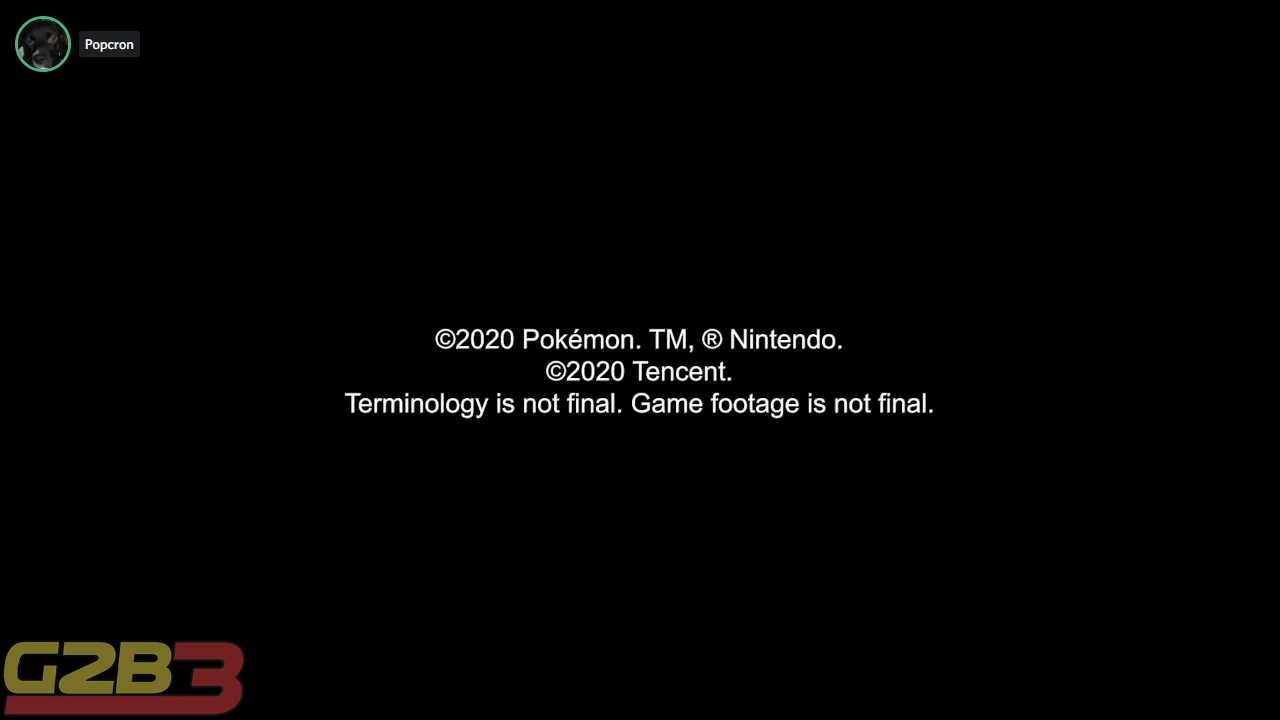 Popcron
©2020 Pokémon. TM, ® Nintendo.
©2020 Tencent.
Terminology is not final. Game footage is not final.
G2B3